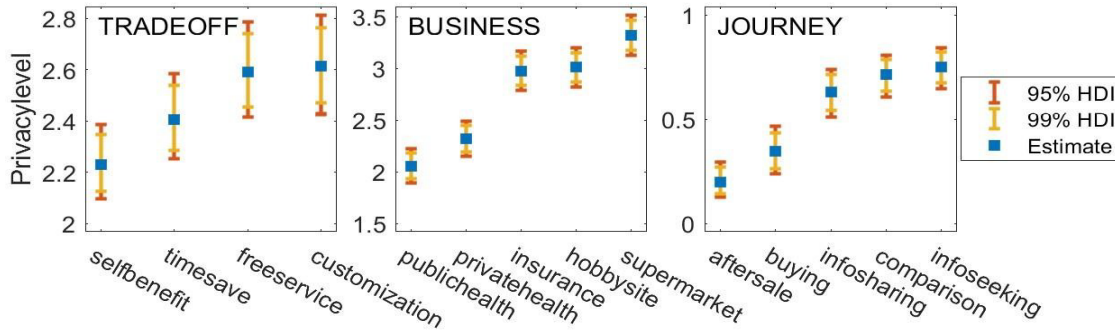 TRADEOFF
BUSINESS
JOURNEY
Privacylevel
2.8
2.6
2.4
2.2
2
3.5
3
2.5
2
1.5
1
0.5
0
selfbenefit
timesave
freeservice
customization
publichealth
privatehealth
insurance
hobbysite
supermarket
aftersale
buying
infosharing
comparison
infoseeking
95% HDI
99% HDI
Estimate